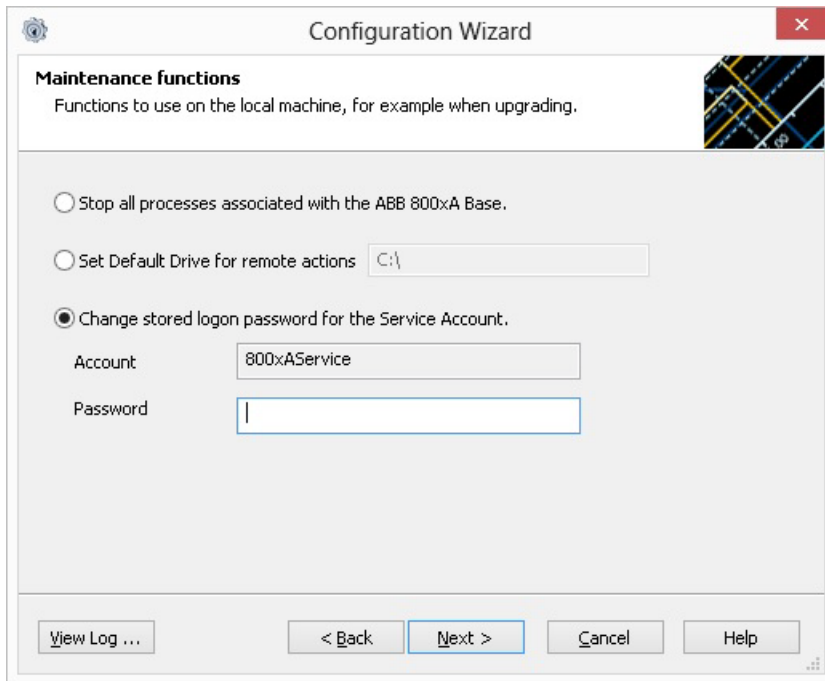 Configuration Wizard
Maintenance functions
Functions to use on the local machine, for example when upgrading.
Stop all processes associated with the ABB 800xA Base.
Set Default Drive for remote actions C:\
Change stored logon password for the Service Account.
Account 800xAService
Password
View Log ... < Back Next > Cancel Help